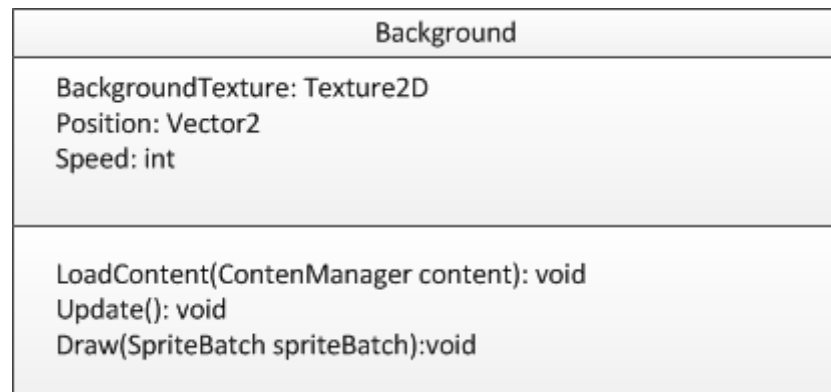 Background
BackgroundTexture: Texture2D
Position: Vector2
Speed: int
LoadContent(ContenManager content): void
Update(): void
Draw(SpriteBatch spriteBatch):void